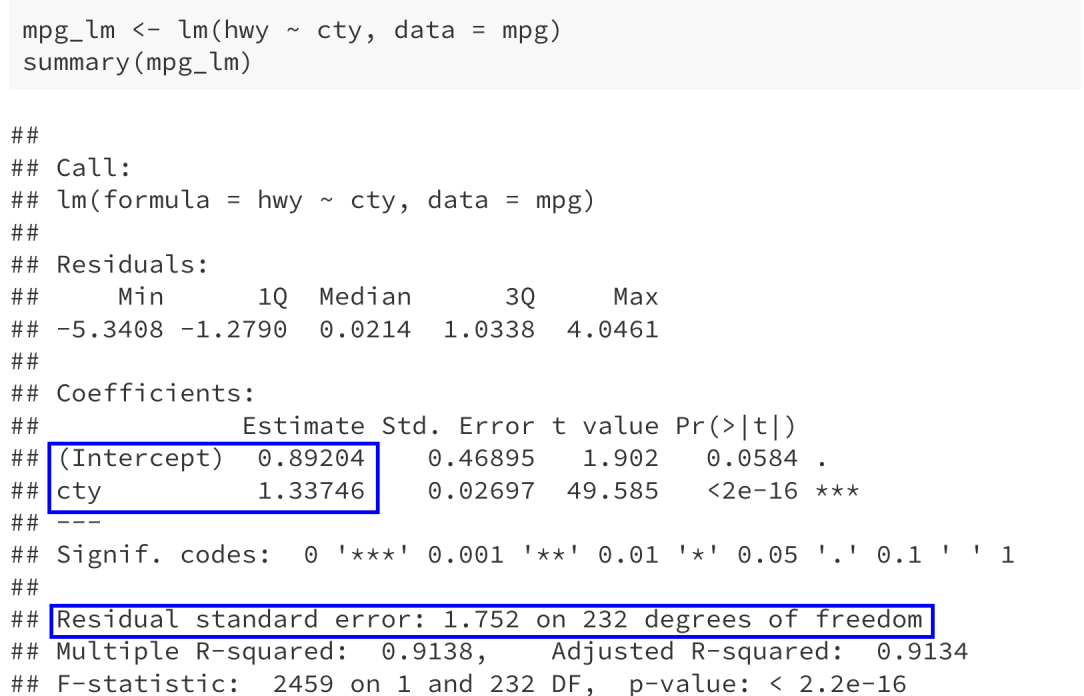 mpg_lm <- lm(hwy ~ cty, data = mpg)
summary(mpg_lm)
##
## Call:
## lm(formula = hwy ~ cty, data = mpg)
##
## Residuals:
##     Min      1Q  Median      3Q     Max
## -5.3408 -1.2790  0.0214  1.0338  4.0461
##
## Coefficients:
##             Estimate Std. Error t value Pr(>|t|)
## (Intercept)  0.89204    0.46895   1.902   0.0584 .
## cty          1.33746    0.02697  49.585   <2e-16 ***
## ---
## Signif. codes:  0 '***' 0.001 '**' 0.01 '*' 0.05 '.' 0.1 ' ' 1
##
## Residual standard error: 1.752 on 232 degrees of freedom
## Multiple R-squared:  0.9138,    Adjusted R-squared:  0.9134
## F-statistic:  2459 on 1 and 232 DF,  p-value: < 2.2e-16